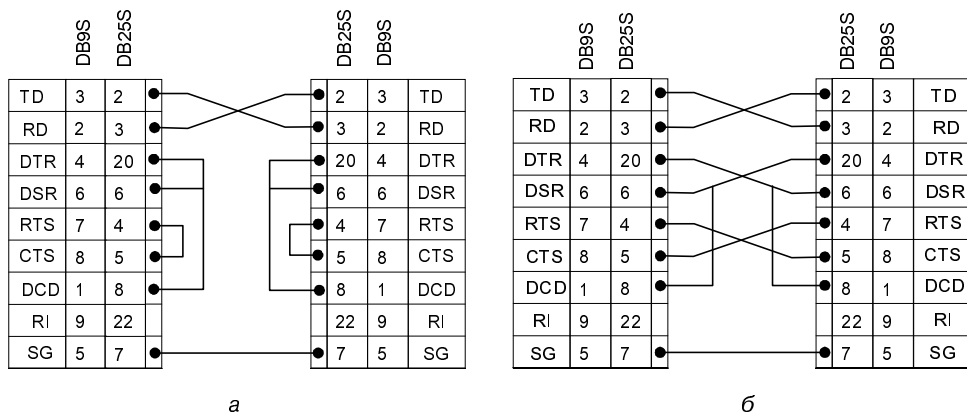 DB9S DB25S DB25S DB9S DB9S DB25S DB25S DB9S
TD 3 2 2 3 TD TD 3 2 2 3 TD
RD 2 3 3 2 RD RD 2 3 3 2 RD
DTR 4 20 20 4 DTR DTR 4 20 20 4 DTR
DSR 6 6 6 6 DSR DSR 6 6 6 6 DSR
RTS 7 4 4 7 RTS RTS 7 4 4 7 RTS
CTS 8 5 5 8 CTS CTS 8 5 5 8 CTS
DCD 1 8 8 1 DCD DCD 1 8 8 1 DCD
RI 9 22 22 9 RI RI 9 22 22 9 RI
SG 5 7 7 5 SG SG 5 7 7 5 SG
а б